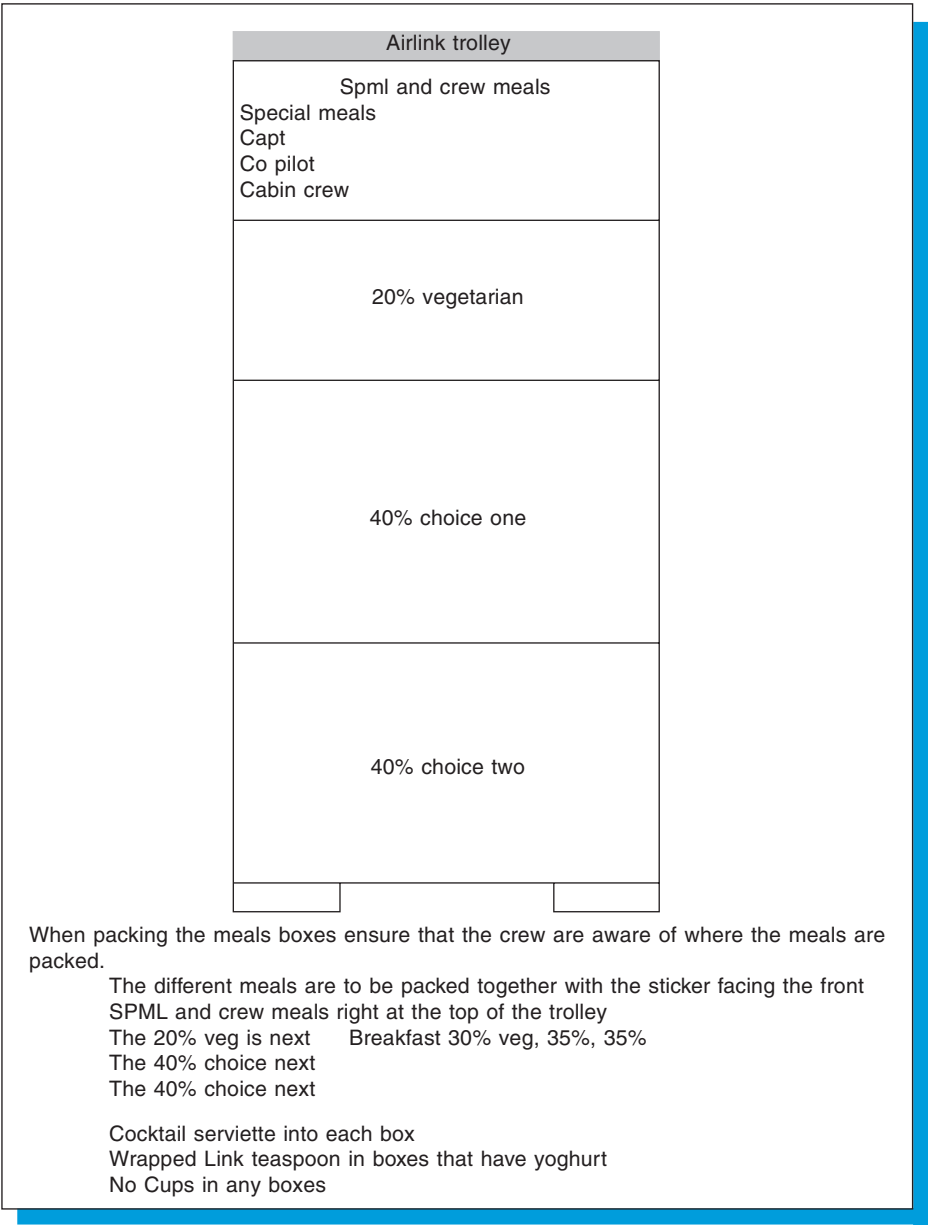 Airlink trolley
Spml and crew meals
Special meals
Capt
Co pilot
Cabin crew
20% vegetarian
40% choice one
40% choice two
When packing the meals boxes ensure that the crew are aware of where the meals are
packed.
The different meals are to be packed together with the sticker facing the front
SPML and crew meals right at the top of the trolley
The 20% veg is next Breakfast 30% veg, 35%, 35%
The 40% choice next
The 40% choice next
Cocktail serviette into each box
Wrapped Link teaspoon in boxes that have yoghurt
No Cups in any boxes